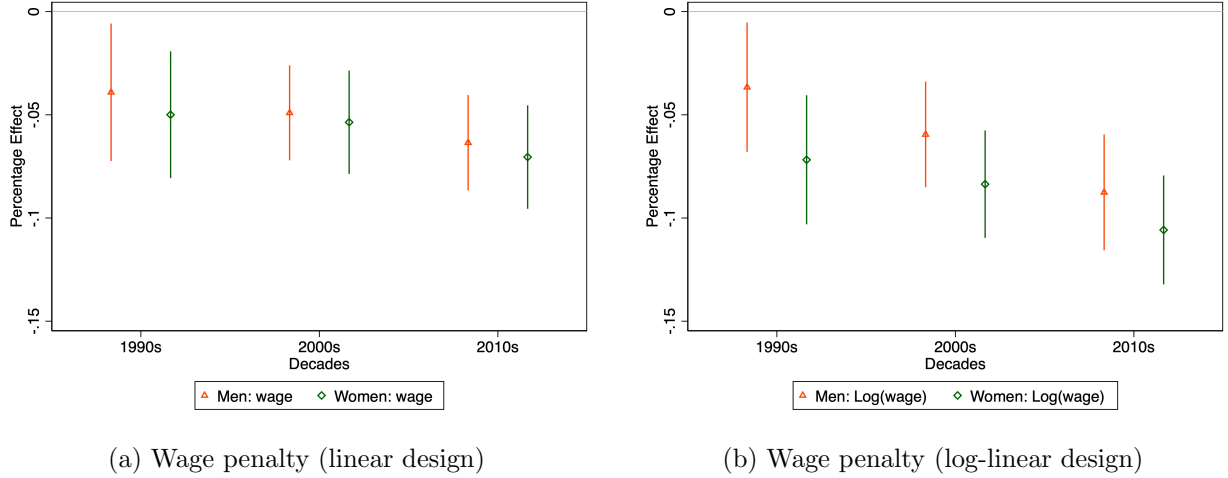 0
-.05
-.1
-.15
Percentage Effect
1990s 2000s 2010s
Decades
Men: wage Women: wage
(a) Wage penalty (linear design)
0
-.05
-.1
-.15
Percentage Effect
1990s 2000s 2010s
Decades
Men: Log(wage) Women: Log(wage)
(b) Wage penalty (log-linear design)